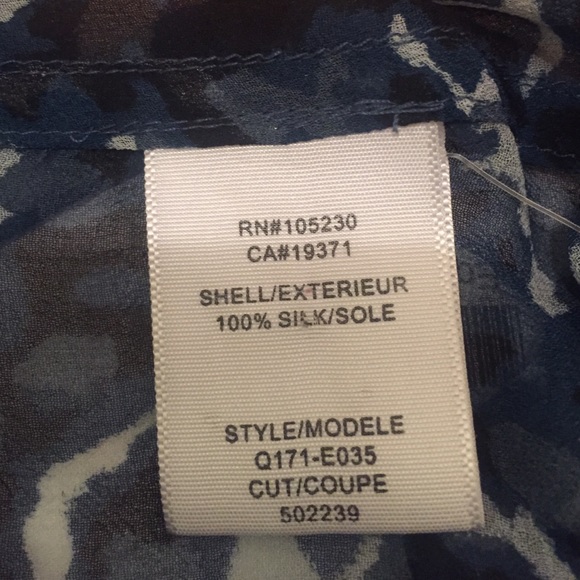 RN#105230
CA#19371
SHELL/EXTERIEUR
100% SILK/SOLE
STYLE/MODELE
Q171-E035
CUT/COUPE
502239